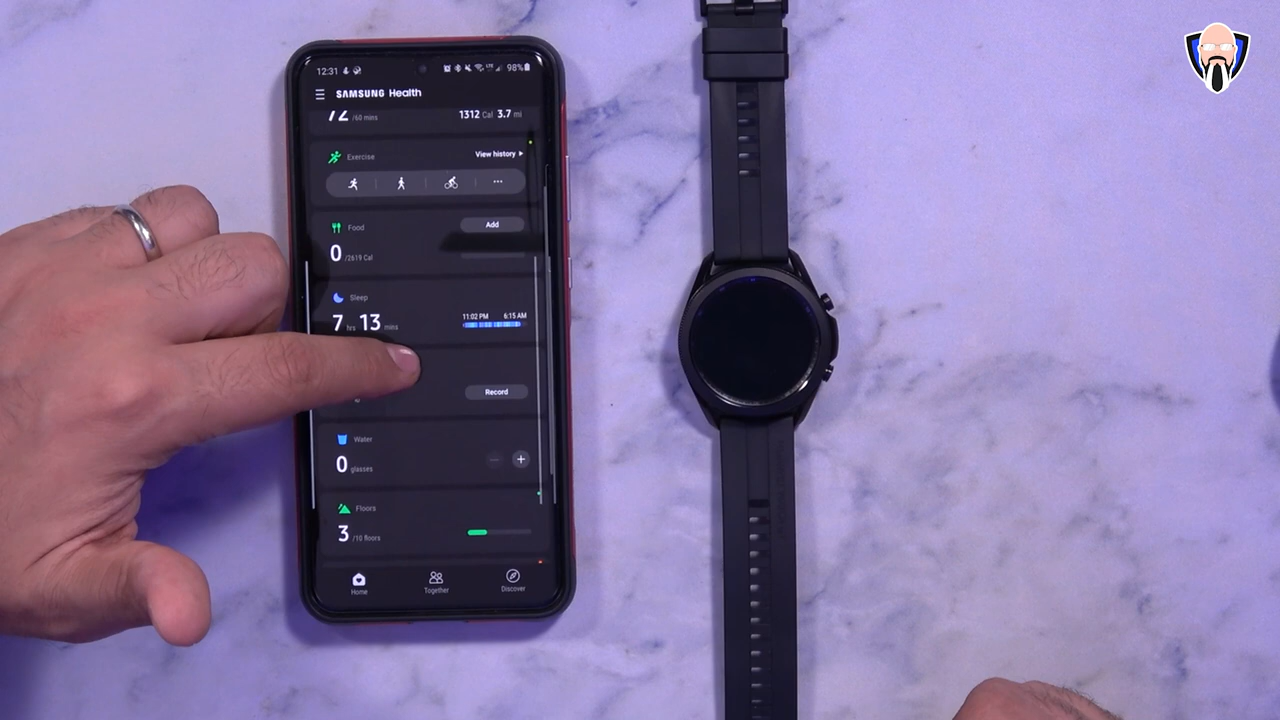 12:31 LTE 98%
SAMSUNG Health
72 /60 mins 1312 Cal 3.7 mi
Exercise View history
Food Add
0 /2619 Cal
Sleep
7 hrs 13 mins 11:02 PM 6:15 AM
Record
Water
0 glasses
Floors
3 /10 floors
Home Together Discover